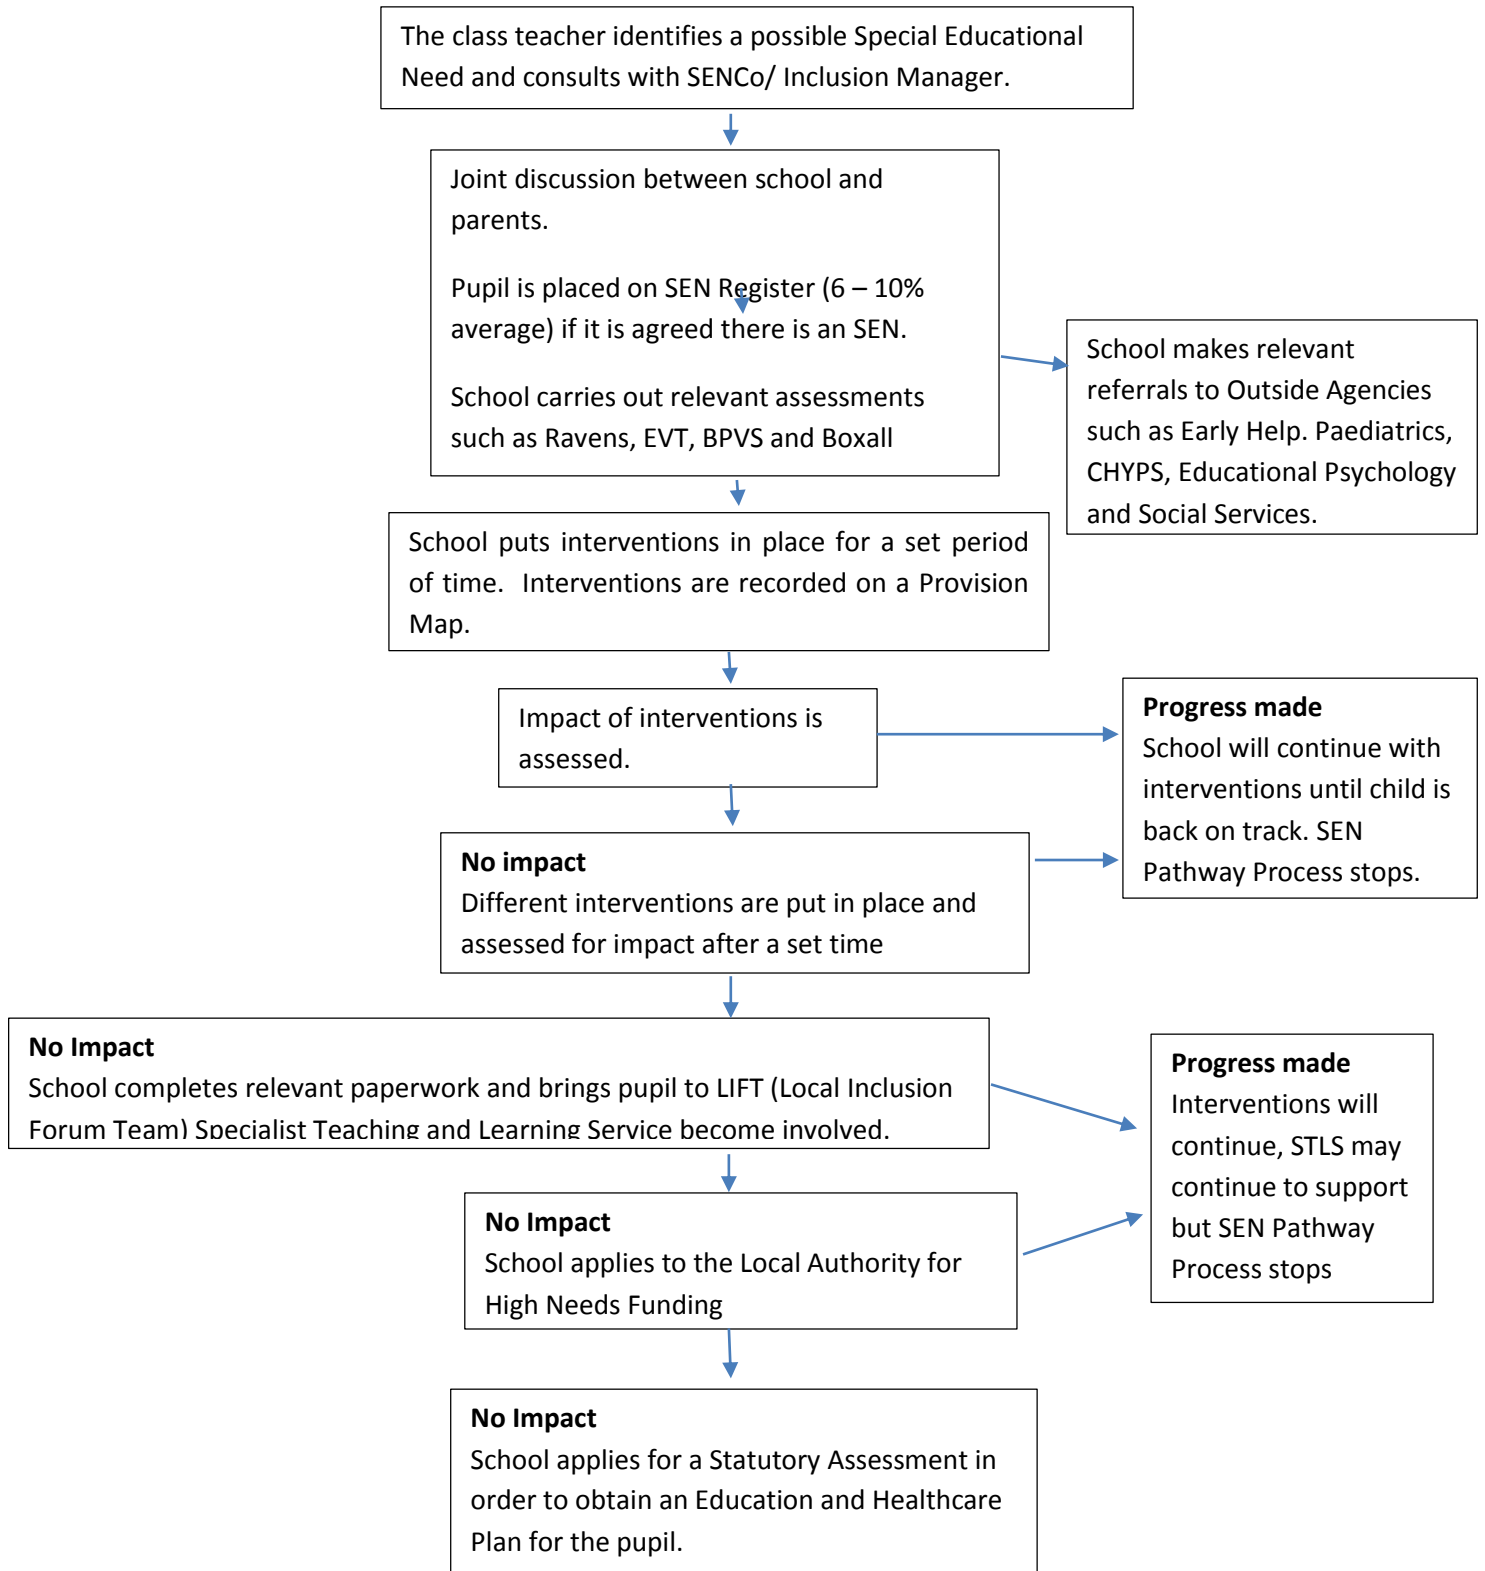 The class teacher identifies a possible Special Educational
Need and consults with SENCo/ Inclusion Manager.
Joint discussion between school and
parents.
Pupil is placed on SEN Register (6 – 10%
average) if it is agreed there is an SEN.
School carries out relevant assessments
such as Ravens, EVT, BPVS and Boxall
School makes relevant
referrals to Outside Agencies
such as Early Help. Paediatrics,
CHYPS, Educational Psychology
and Social Services.
School puts interventions in place for a set period
of time.  Interventions are recorded on a Provision
Map.
Impact of interventions is
assessed.
Progress made
School will continue with
interventions until child is
back on track. SEN
Pathway Process stops.
No impact
Different interventions are put in place and
assessed for impact after a set time
No Impact
School completes relevant paperwork and brings pupil to LIFT (Local Inclusion
Forum Team) Specialist Teaching and Learning Service become involved.
Progress made
Interventions will
continue, STLS may
continue to support
but SEN Pathway
Process stops
No Impact
School applies to the Local Authority for
High Needs Funding
No Impact
School applies for a Statutory Assessment in
order to obtain an Education and Healthcare
Plan for the pupil.